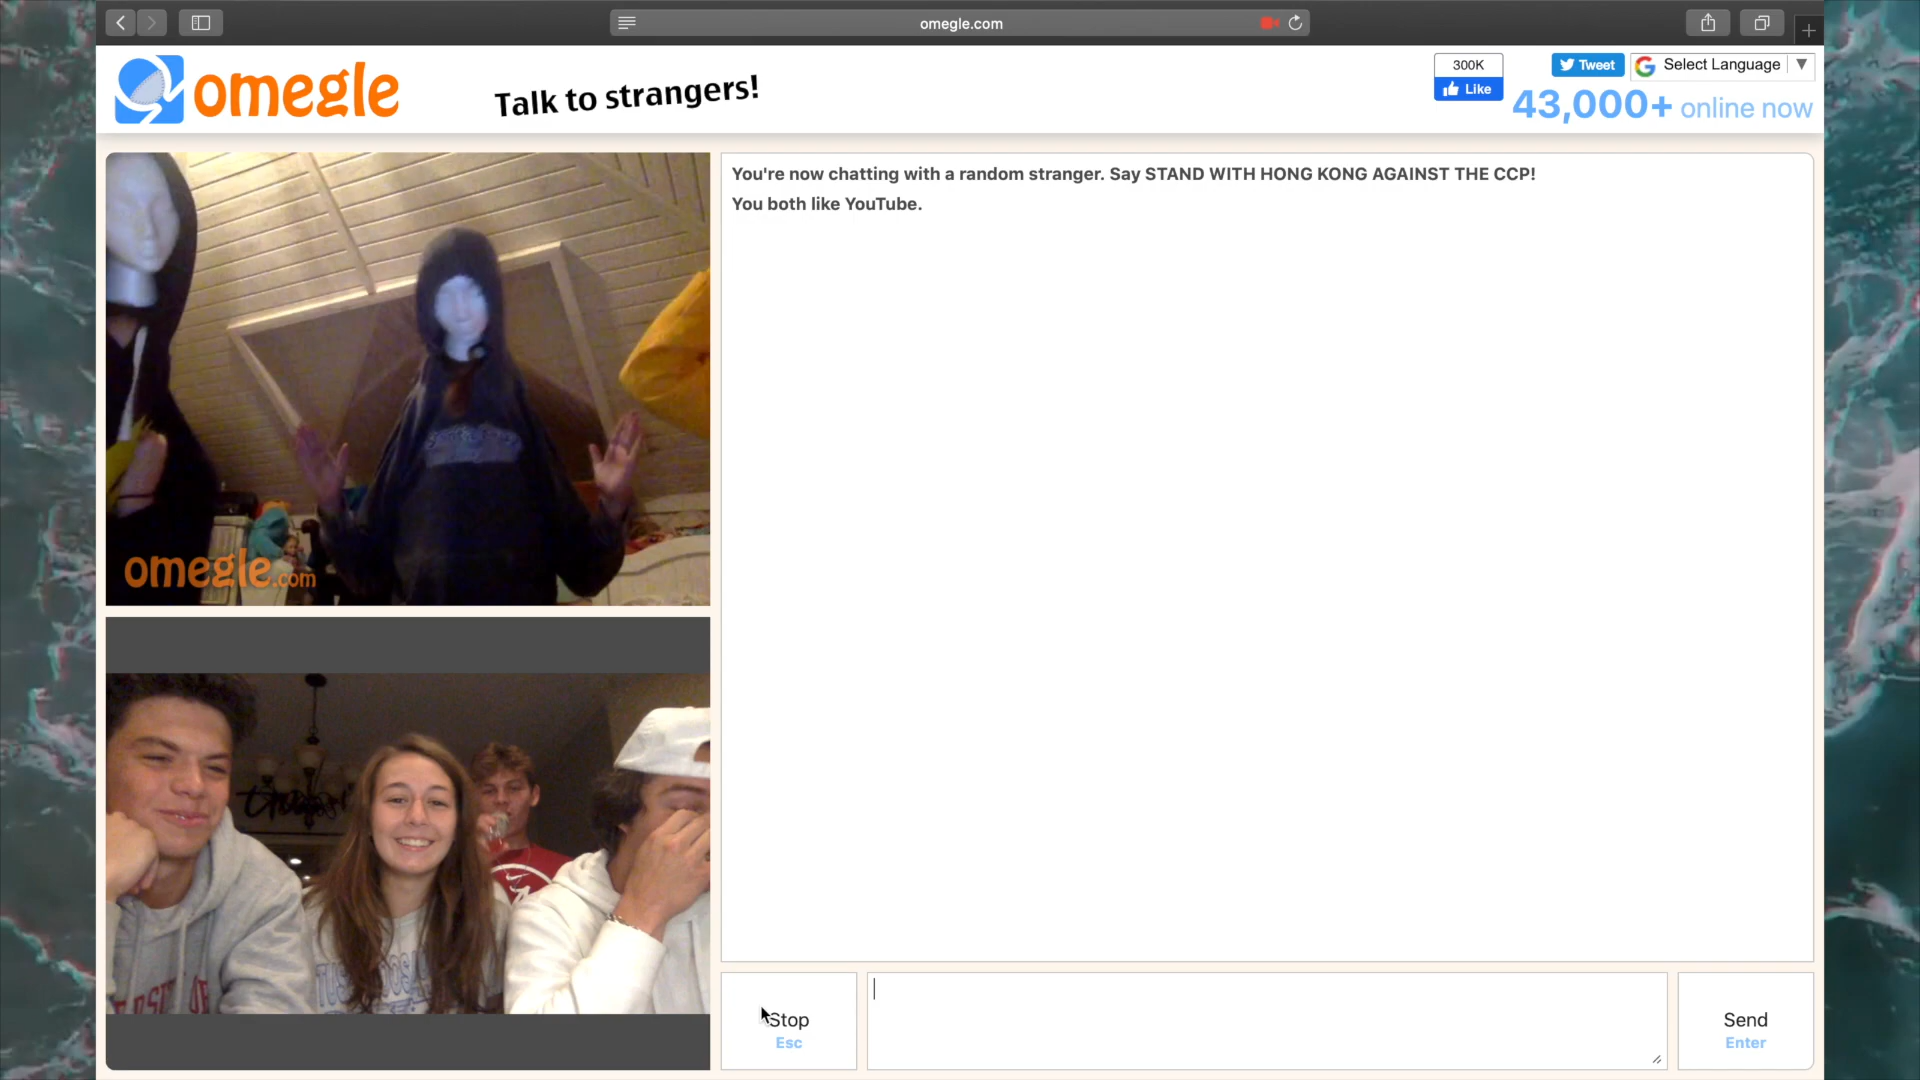 omegle.com
omegle
Talk to strangers!
300K
Like
Tweet
Select Language
43,000+ online now
You're now chatting with a random stranger. Say STAND WITH HONG KONG AGAINST THE CCP!
You both like YouTube.
omegle.com
Stop
Esc
Send
Enter